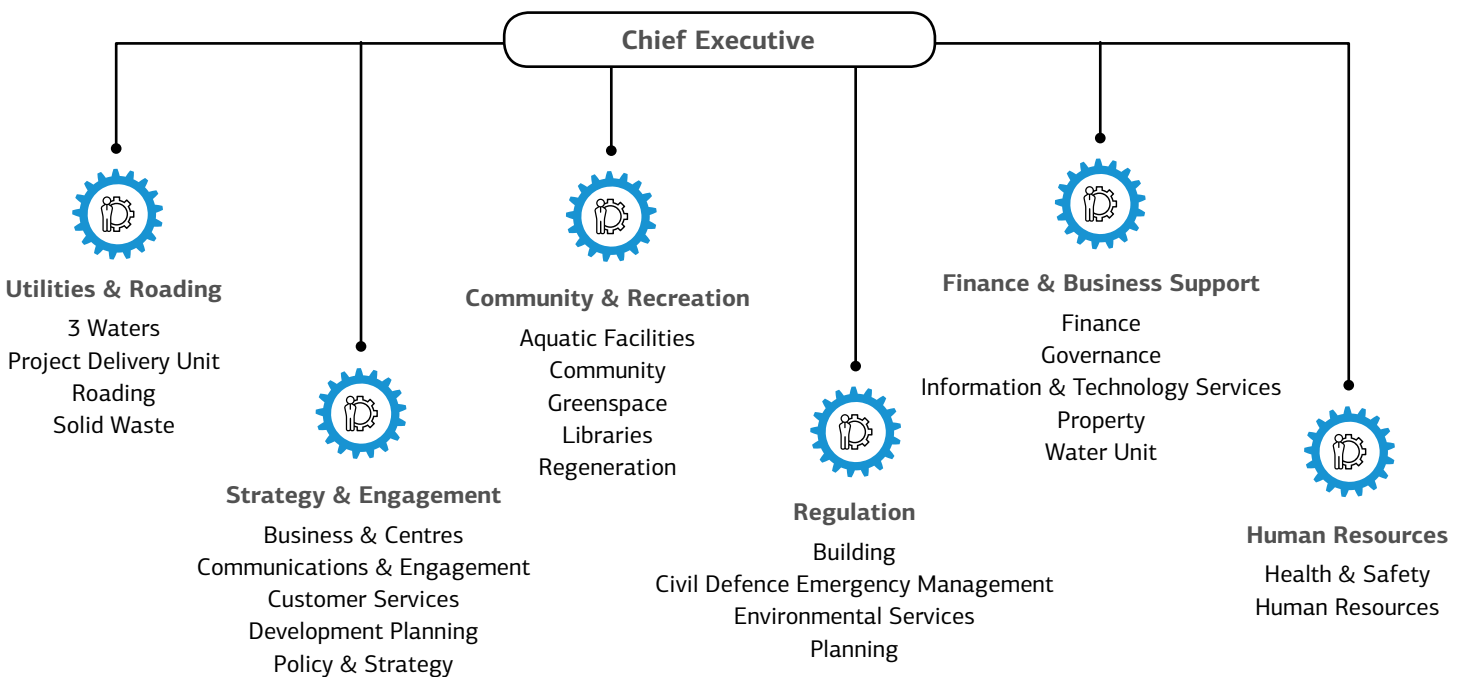 Chief Executive
Utilities & Roading
3 Waters
Project Delivery Unit
Roading
Solid Waste
Strategy & Engagement
Business & Centres
Communications & Engagement
Customer Services
Development Planning
Policy & Strategy
Community & Recreation
Aquatic Facilities
Community
Greenspace
Libraries
Regeneration
Regulation
Building
Civil Defence Emergency Management
Environmental Services
Planning
Finance & Business Support
Finance
Governance
Information & Technology Services
Property
Water Unit
Human Resources
Health & Safety
Human Resources